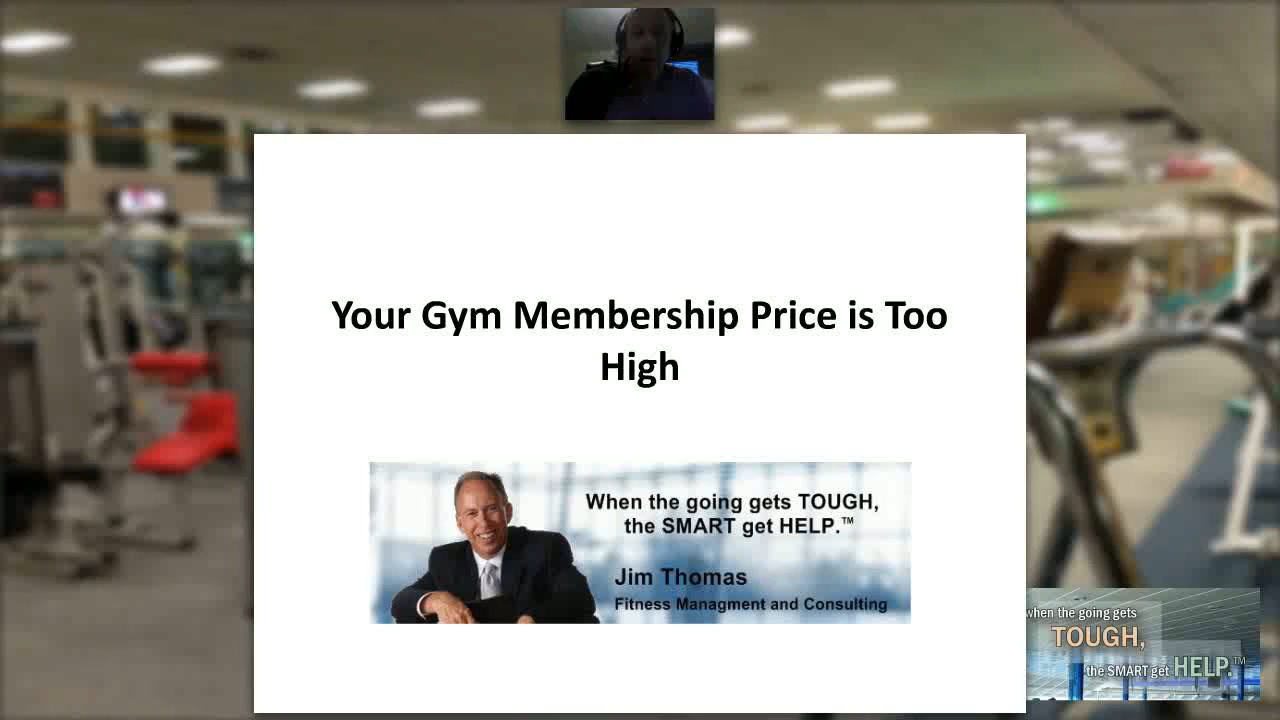 Your Gym Membership Price is Too
High
When the going gets TOUGH,
the SMART get HELP.™
Jim Thomas
Fitness Managment and Consulting
when the going gets
TOUGH,
the SMART get HELP.™